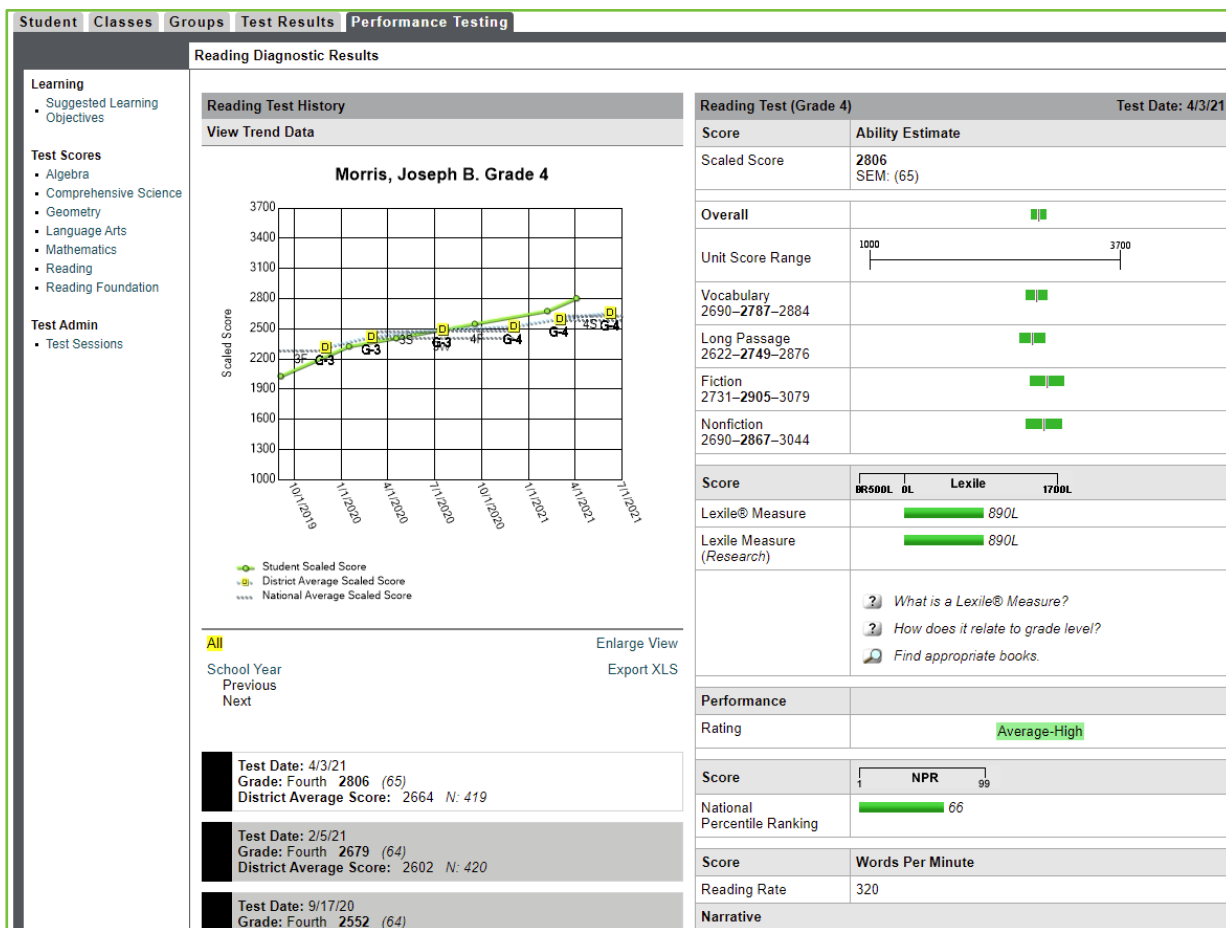 Student Classes Groups Test Results Performance Testing
Reading Diagnostic Results
Learning
Suggested Learning
Objectives
Test Scores
Algebra
Comprehensive Science
Geometry
Language Arts
Mathematics
Reading
Reading Foundation
Test Admin
Test Sessions
Reading Test History
View Trend Data
Morris, Joseph B. Grade 4
Scaled Score
3700
3400
3100
2800
2500
2200
1900
1600
1300
1000
3F
D
G-3
D
G-3
3S
D
G-3
4F
D
G-4
D
G-4
4S
D
G-4
10/1/2019
1/1/2020
4/1/2020
7/1/2020
10/1/2020
1/1/2021
4/1/2021
7/1/2021
Student Scaled Score
D District Average Scaled Score
National Average Scaled Score
All Enlarge View
School Year Export XLS
Previous
Next
Test Date: 4/3/21
Grade: Fourth 2806 (65)
District Average Score: 2664 N: 419
Test Date: 2/5/21
Grade: Fourth 2679 (64)
District Average Score: 2602 N: 420
Test Date: 9/17/20
Grade: Fourth 2552 (64)
Reading Test (Grade 4) Test Date: 4/3/21
Score Ability Estimate
Scaled Score 2806
SEM: (65)
Overall
Unit Score Range 1000 3700
Vocabulary
2690–2787–2884
Long Passage
2622–2749–2876
Fiction
2731–2905–3079
Nonfiction
2690–2867–3044
Score BR500L 0L Lexile 1700L
Lexile® Measure 890L
Lexile Measure 890L
(Research)
? What is a Lexile® Measure?
? How does it relate to grade level?
Find appropriate books.
Performance
Rating Average-High
Score 1 NPR 99
National 66
Percentile Ranking
Score Words Per Minute
Reading Rate 320
Narrative